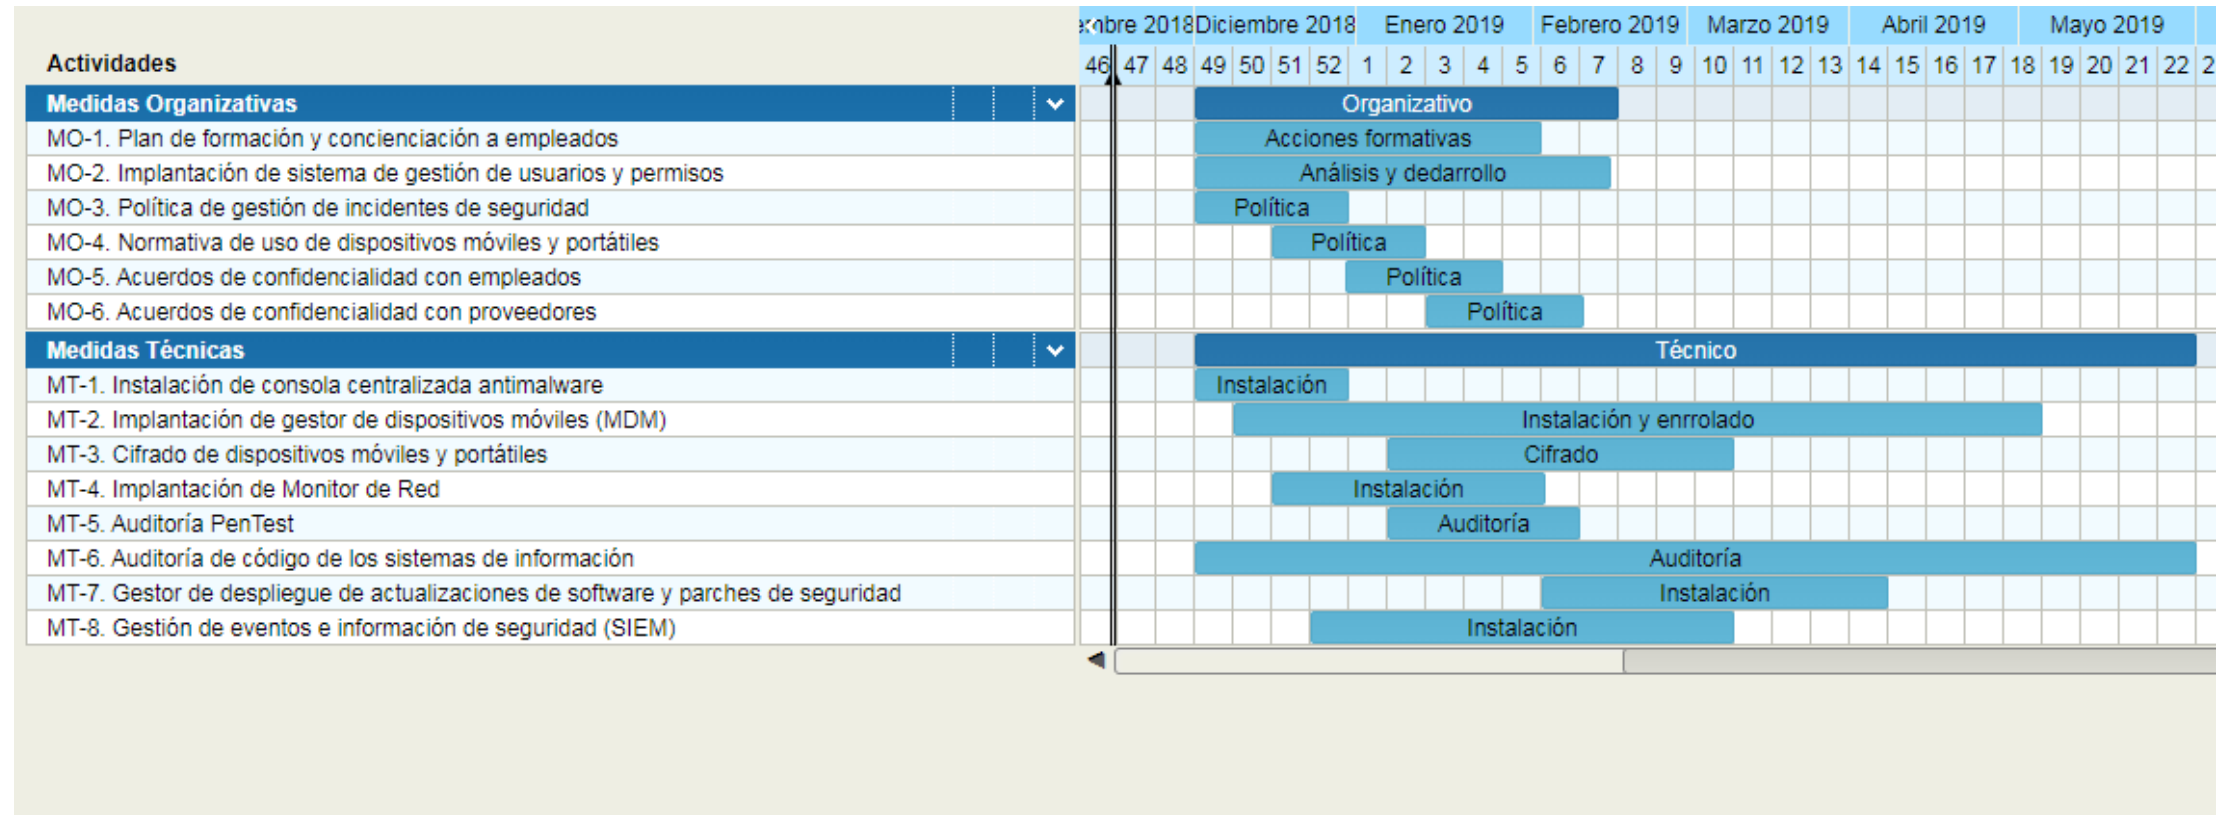 embre 2018 Diciembre 2018 Enero 2019 Febrero 2019 Marzo 2019 Abril 2019 Mayo 2019
Actividades 46 47 48 49 50 51 52 1 2 3 4 5 6 7 8 9 10 11 12 13 14 15 16 17 18 19 20 21 22 2
Medidas Organizativas Organizativo
MO-1. Plan de formación y concienciación a empleados Acciones formativas
MO-2. Implantación de sistema de gestión de usuarios y permisos Análisis y dedarrollo
MO-3. Política de gestión de incidentes de seguridad Política
MO-4. Normativa de uso de dispositivos móviles y portátiles Política
MO-5. Acuerdos de confidencialidad con empleados Política
MO-6. Acuerdos de confidencialidad con proveedores Política
Medidas Técnicas Técnico
MT-1. Instalación de consola centralizada antimalware Instalación
MT-2. Implantación de gestor de dispositivos móviles (MDM) Instalación y enrrolado
MT-3. Cifrado de dispositivos móviles y portátiles Cifrado
MT-4. Implantación de Monitor de Red Instalación
MT-5. Auditoría PenTest Auditoría
MT-6. Auditoría de código de los sistemas de información Auditoría
MT-7. Gestor de despliegue de actualizaciones de software y parches de seguridad Instalación
MT-8. Gestión de eventos e información de seguridad (SIEM) Instalación